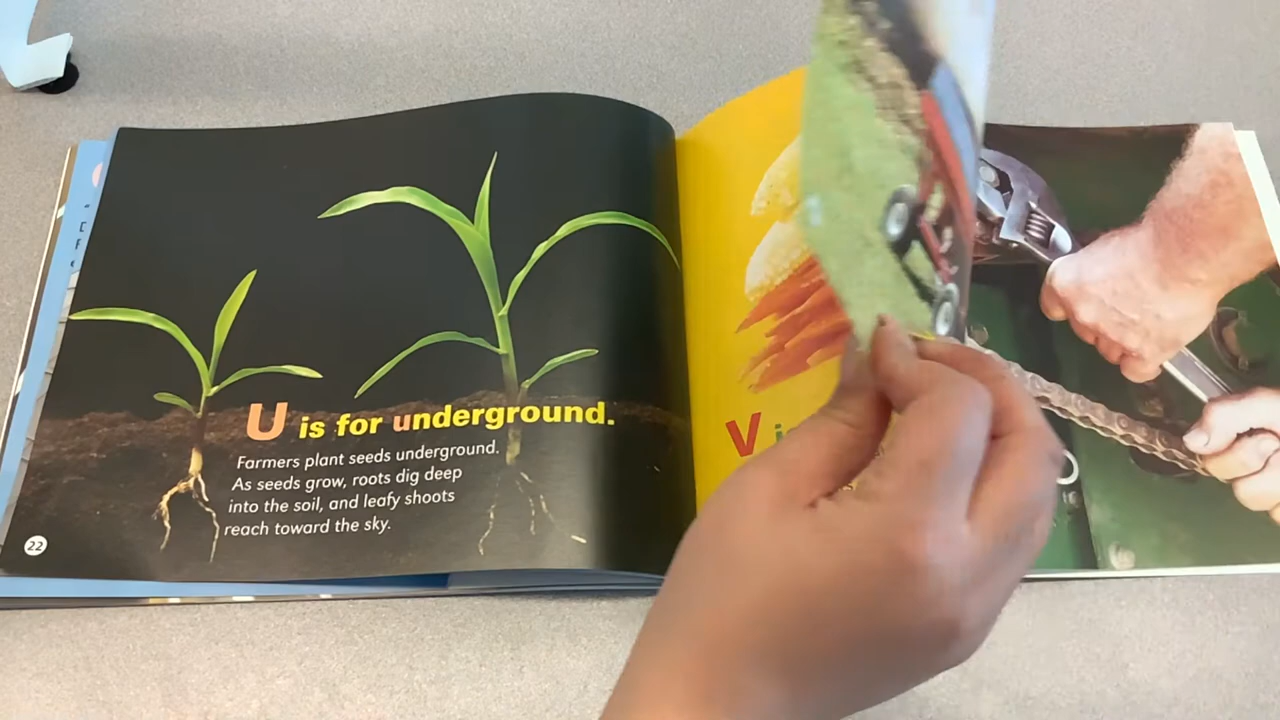 U is for underground.
Farmers plant seeds underground.
As seeds grow, roots dig deep
into the soil, and leafy shoots
reach toward the sky.
22
V